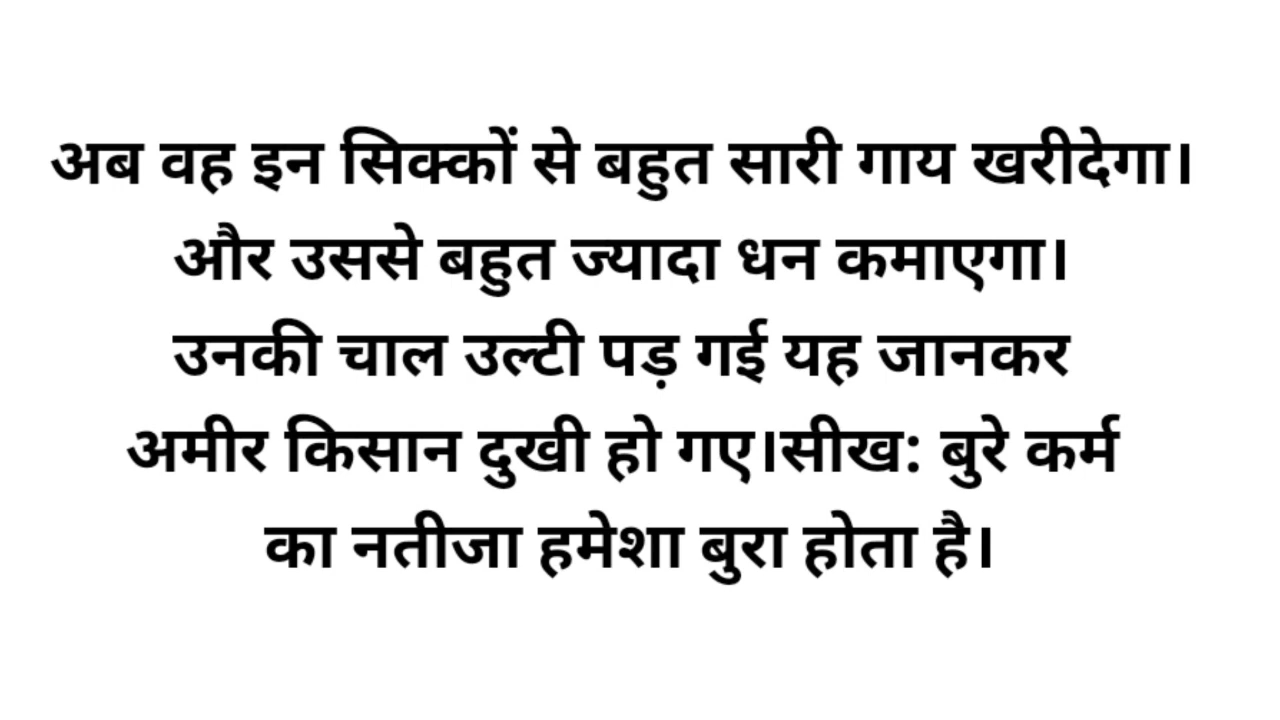 अब वह इन सिक्कों से बहुत सारी गाय खरीदेगा।
और उससे बहुत ज्यादा धन कमाएगा।
उनकी चाल उल्टी पड़ गई यह जानकर
अमीर किसान दुखी हो गए।सीख: बुरे कर्म
का नतीजा हमेशा बुरा होता है।